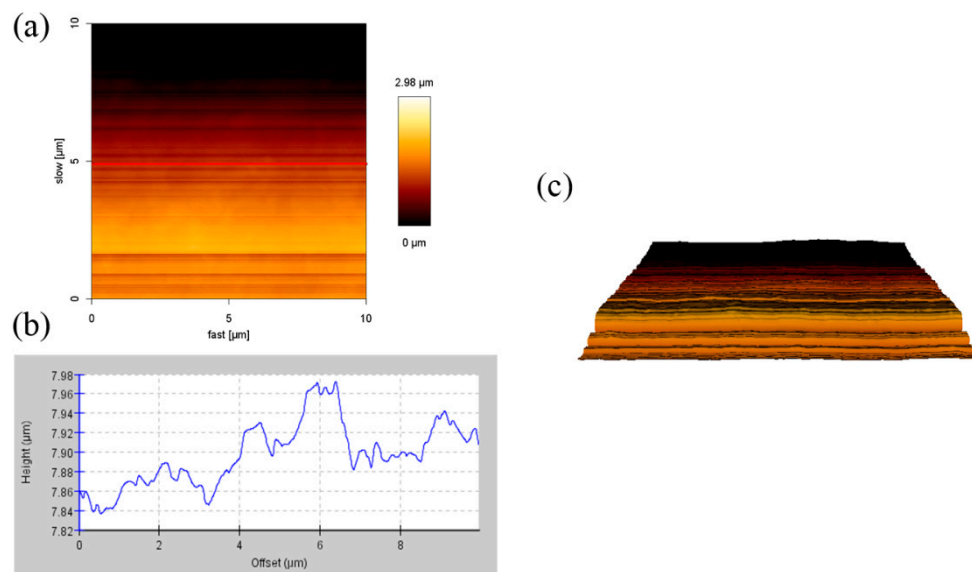 (a)
10
5
0
slow [µm]
0
5
10
fast [µm]
2.98 µm
0 µm
(b)
7.98
7.96
7.94
7.92
7.90
7.88
7.86
7.84
7.82
Height (µm)
0
2
4
6
8
Offset (µm)
(c)